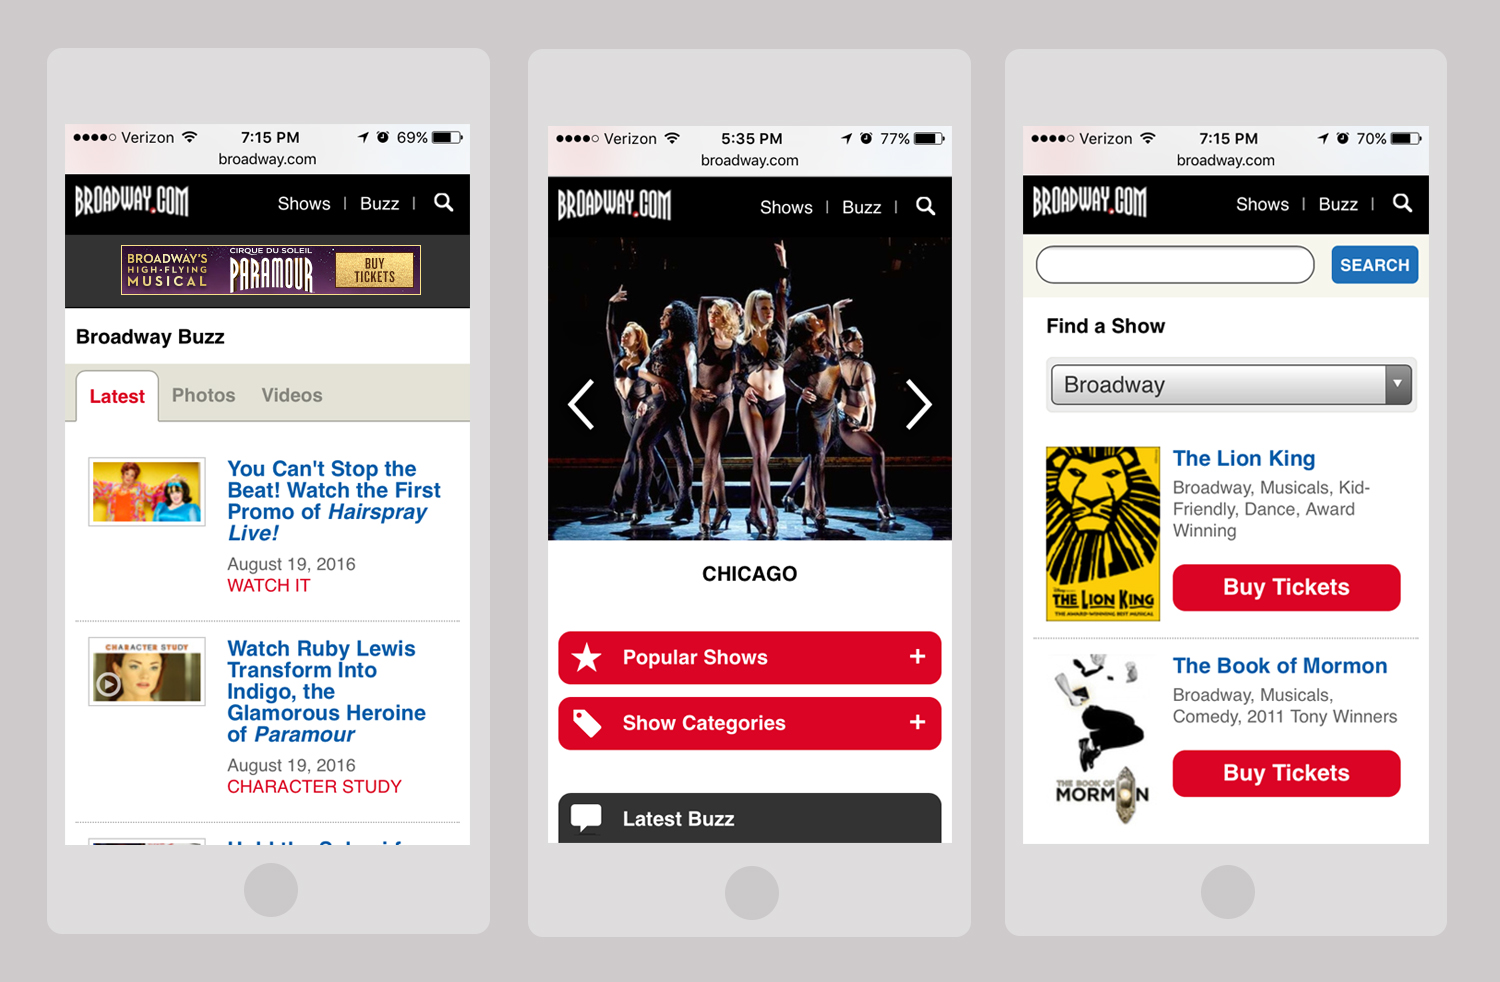 Verizon 7:15 PM 69%
broadway.com
BROADWAY.COM Shows | Buzz |
BROADWAY'S
HIGH-FLYING
MUSICAL
CIRQUE DU SOLEIL
PARAMOUR
BUY
TICKETS
Broadway Buzz
Latest Photos Videos
You Can't Stop the
Beat! Watch the First
Promo of Hairspray
Live!
August 19, 2016
WATCH IT
CHARACTER STUDY
Watch Ruby Lewis
Transform Into
Indigo, the
Glamorous Heroine
of Paramour
August 19, 2016
CHARACTER STUDY
Verizon 5:35 PM 77%
broadway.com
BROADWAY.COM Shows | Buzz |
CHICAGO
Popular Shows +
Show Categories +
Latest Buzz
Verizon 7:15 PM 70%
broadway.com
BROADWAY.COM Shows | Buzz |
SEARCH
Find a Show
Broadway
THE LION KING
THE AWARD-WINNING BEST MUSICAL
The Lion King
Broadway, Musicals, Kid-
Friendly, Dance, Award
Winning
Buy Tickets
THE BOOK OF
MORMON
The Book of Mormon
Broadway, Musicals,
Comedy, 2011 Tony Winners
Buy Tickets